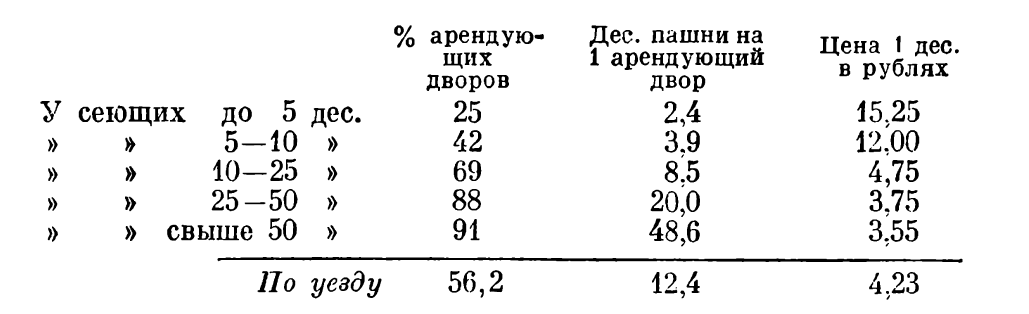 % арендую- Дес. пашни на Цена 1 дес.
щих 1 арендующий в рублях
дворов двор
У сеющих до 5 дес. 25 2,4 15,25
» » 5—10 » 42 3,9 12,00
» » 10—25 » 69 8,5 4,75
» » 25—50 » 88 20,0 3,75
» » свыше 50 » 91 48,6 3,55
По уезду 56,2 12,4 4,23